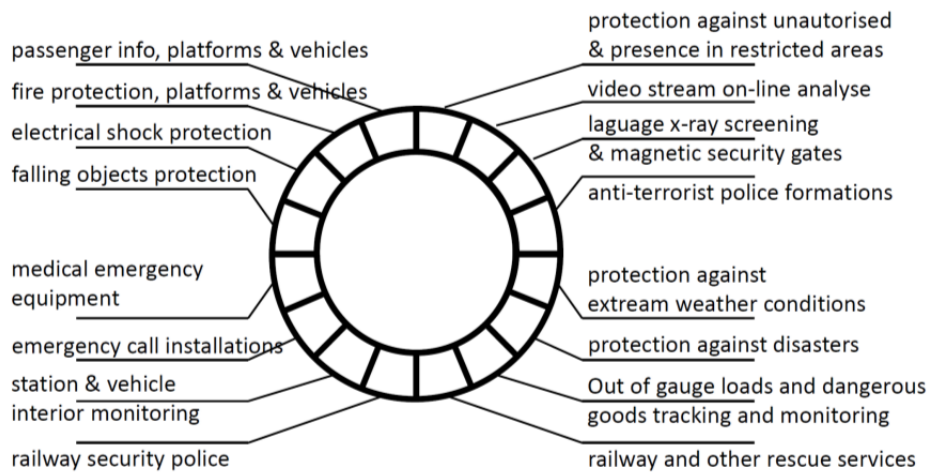 passenger info, platforms & vehicles
fire protection, platforms & vehicles
electrical shock protection
falling objects protection
medical emergency
equipment
emergency call installations
station & vehicle
interior monitoring
railway security police
protection against unautorised
& presence in restricted areas
video stream on-line analyse
laguage x-ray screening
& magnetic security gates
anti-terrorist police formations
protection against
extream weather conditions
protection against disasters
Out of gauge loads and dangerous
goods tracking and monitoring
railway and other rescue services